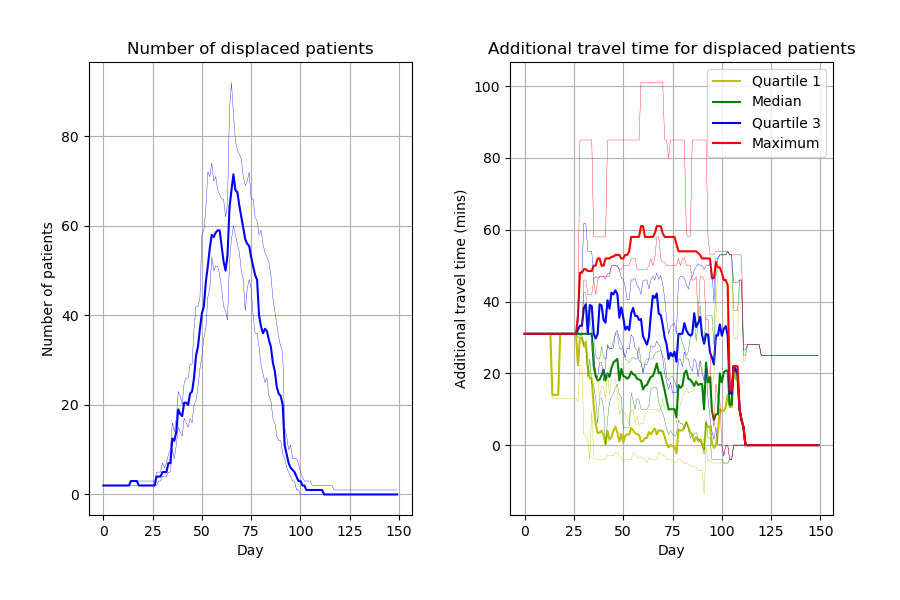 Number of displaced patients
Number of patients
80
60
40
20
0
0 25 50 75 100 125 150
Day
Additional travel time for displaced patients
Additional travel time (mins)
100
80
60
40
20
0
Quartile 1
Median
Quartile 3
Maximum
0 25 50 75 100 125 150
Day